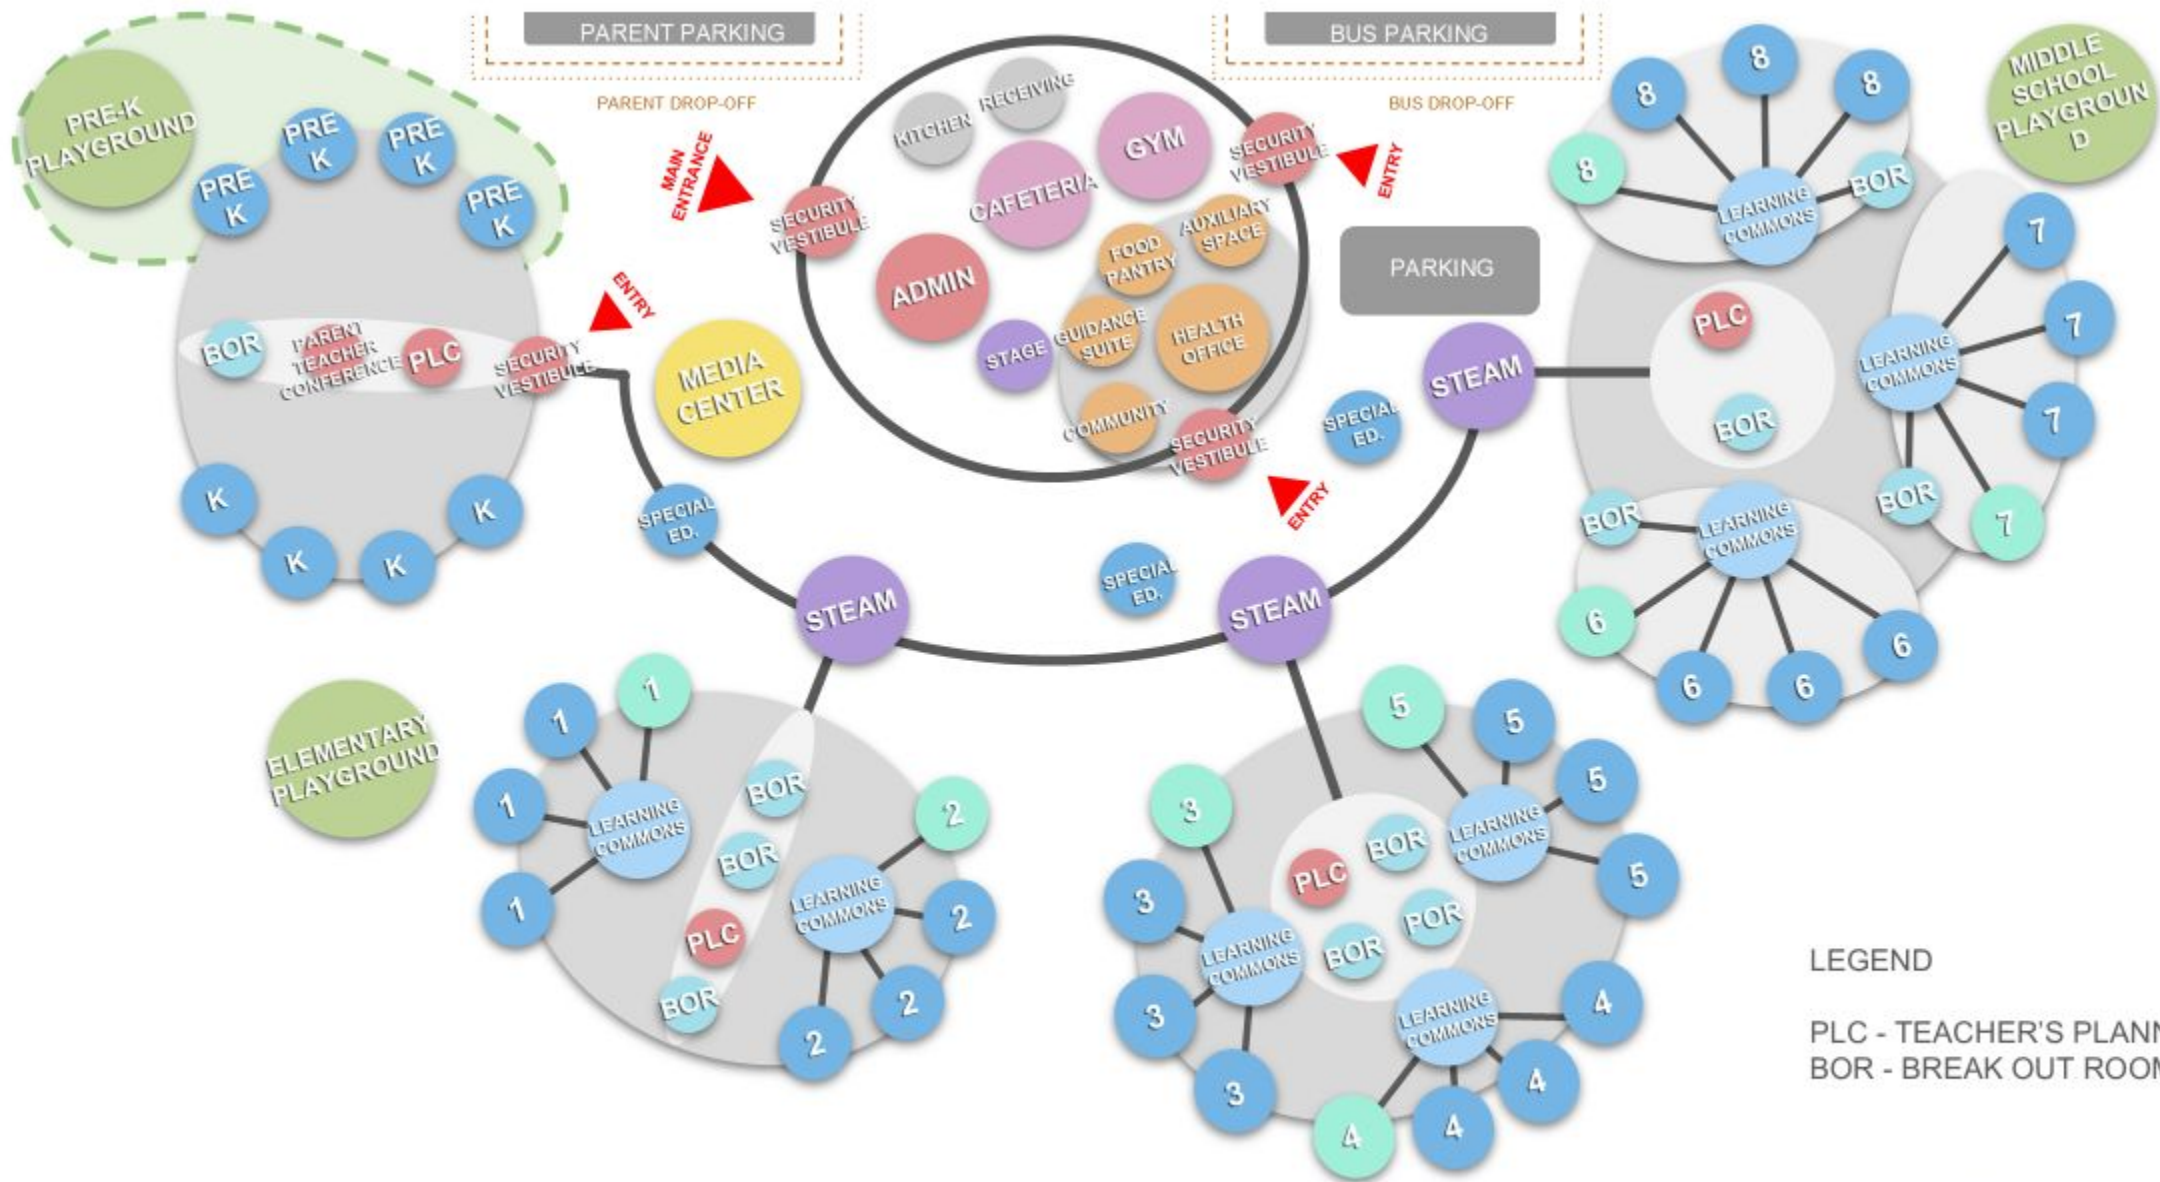 PARENT PARKING
BUS PARKING
PARENT DROP-OFF
BUS DROP-OFF
PRE-K
PLAYGROUND
PRE
K
PRE
K
PRE
K
PRE
K
BOR
PARENT
TEACHER
CONFERENCE
PLC
SECURITY
VESTIBULE
ENTRY
K
K
K
K
MAIN
ENTRANCE
SECURITY
VESTIBULE
KITCHEN
RECEIVING
CAFETERIA
GYM
SECURITY
VESTIBULE
ENTRY
ADMIN
STAGE
FOOD
PANTRY
AUXILIARY
SPACE
GUIDANCE
SUITE
HEALTH
OFFICE
COMMUNITY
SECURITY
VESTIBULE
ENTRY
MEDIA
CENTER
SPECIAL
ED.
SPECIAL
ED.
SPECIAL
ED.
PARKING
STEAM
STEAM
STEAM
MIDDLE
SCHOOL
PLAYGROUN
D
8
8
8
8
LEARNING
COMMONS
BOR
7
7
7
7
LEARNING
COMMONS
BOR
PLC
BOR
BOR
LEARNING
COMMONS
6
6
6
6
ELEMENTARY
PLAYGROUND
1
1
1
1
LEARNING
COMMONS
BOR
BOR
PLC
BOR
LEARNING
COMMONS
2
2
2
2
3
3
3
3
LEARNING
COMMONS
PLC
BOR
BOR
POR
5
5
5
5
LEARNING
COMMONS
LEARNING
COMMONS
4
4
4
4
LEGEND
PLC - TEACHER'S PLANN
BOR - BREAK OUT ROOM